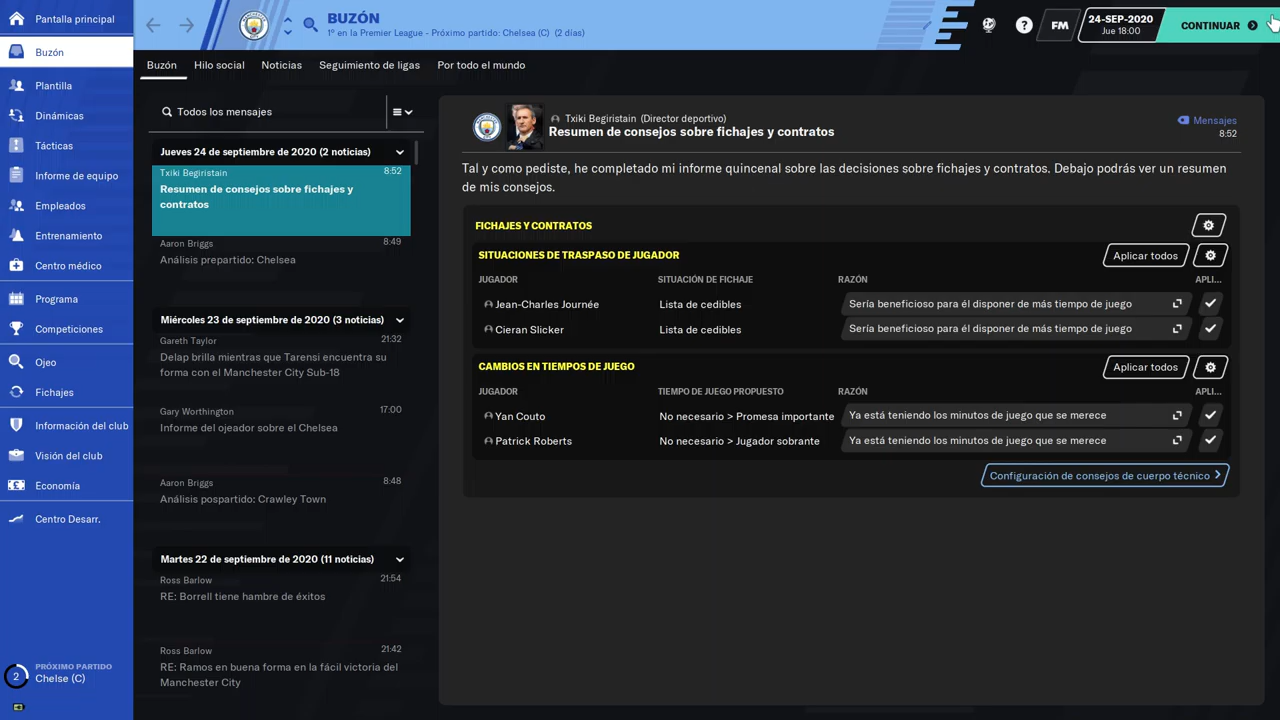 Pantalla principal
Buzón
Plantilla
Dinámicas
Tácticas
Informe de equipo
Empleados
Entrenamiento
Centro médico
Programa
Competiciones
Ojeo
Fichajes
Información del club
Visión del club
Economía
Centro Desarr.
2
PRÓXIMO PARTIDO
Chelse (C)
BUZÓN
1º en la Premier League - Próximo partido: Chelsea (C) (2 días)
?
FM
24-SEP-2020
Jue 18:00
CONTINUAR
Buzón
Hilo social
Noticias
Seguimiento de ligas
Por todo el mundo
Todos los mensajes
Jueves 24 de septiembre de 2020 (2 noticias)
Txiki Begiristain 8:52
Resumen de consejos sobre fichajes y
contratos
Aaron Briggs 8:49
Análisis prepartido: Chelsea
Miércoles 23 de septiembre de 2020 (3 noticias)
Gareth Taylor 21:32
Delap brilla mientras que Tarensi encuentra su
forma con el Manchester City Sub-18
Gary Worthington 17:00
Informe del ojeador sobre el Chelsea
Aaron Briggs 8:48
Análisis pospartido: Crawley Town
Martes 22 de septiembre de 2020 (11 noticias)
Ross Barlow 21:54
RE: Borrell tiene hambre de éxitos
Ross Barlow 21:42
RE: Ramos en buena forma en la fácil victoria del
Manchester City
Txiki Begiristain (Director deportivo)
Resumen de consejos sobre fichajes y contratos
Mensajes
8:52
Tal y como pediste, he completado mi informe quincenal sobre las decisiones sobre fichajes y contratos. Debajo podrás ver un resumen
de mis consejos.
FICHAJES Y CONTRATOS
SITUACIONES DE TRASPASO DE JUGADOR Aplicar todos
JUGADOR SITUACIÓN DE FICHAJE RAZÓN APLI...
Jean-Charles Journée Lista de cedibles Sería beneficioso para él disponer de más tiempo de juego
Cieran Slicker Lista de cedibles Sería beneficioso para él disponer de más tiempo de juego
CAMBIOS EN TIEMPOS DE JUEGO Aplicar todos
JUGADOR TIEMPO DE JUEGO PROPUESTO RAZÓN APLI...
Yan Couto No necesario > Promesa importante Ya está teniendo los minutos de juego que se merece
Patrick Roberts No necesario > Jugador sobrante Ya está teniendo los minutos de juego que se merece
Configuración de consejos de cuerpo técnico